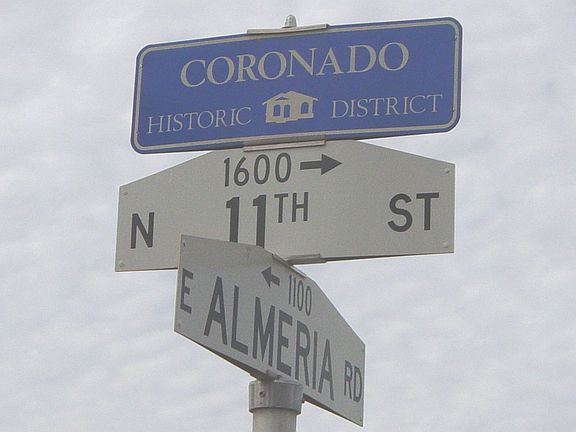 CORONADO
HISTORIC DISTRICT
1600 →
N 11TH ST
← 1100
E ALMERIA RD